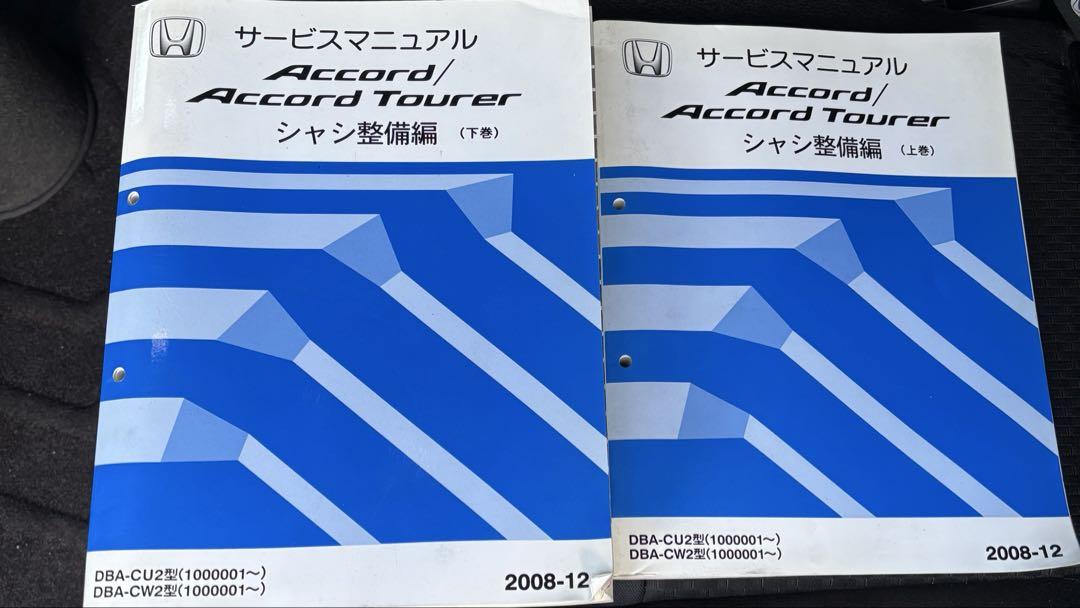 サービスマニュアル
Accord/
Accord Tourer
シャシ整備編 （下巻）
DBA-CU2型(1000001〜)
DBA-CW2型(1000001〜)
2008-12
サービスマニュアル
Accord/
Accord Tourer
シャシ整備編 （上巻）
DBA-CU2型(1000001〜)
DBA-CW2型(1000001〜)
2008-12